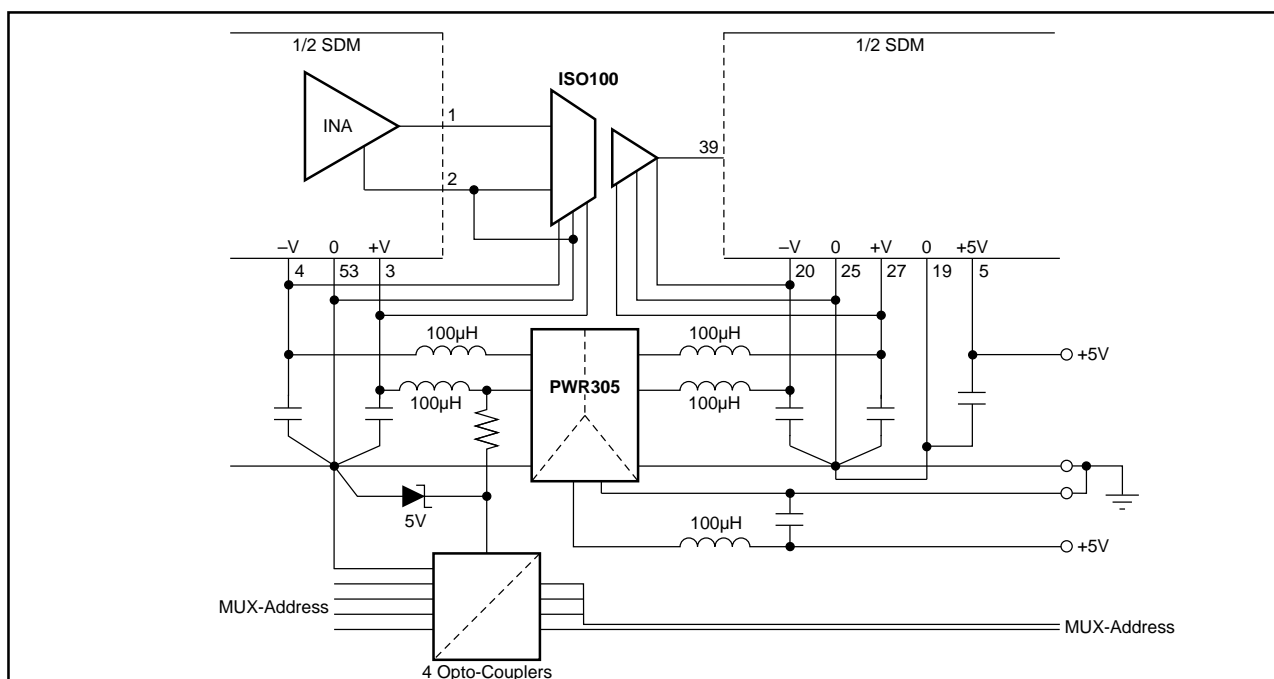 1/2 SDM
1/2 SDM
ISO100
INA
1
2
39
–V 0 +V
4 53 3
–V 0 +V 0 +5V
20 25 27 19 5
100µH
100µH
+5V
PWR305
100µH
100µH
5V
100µH
+5V
MUX-Address
MUX-Address
4 Opto-Couplers